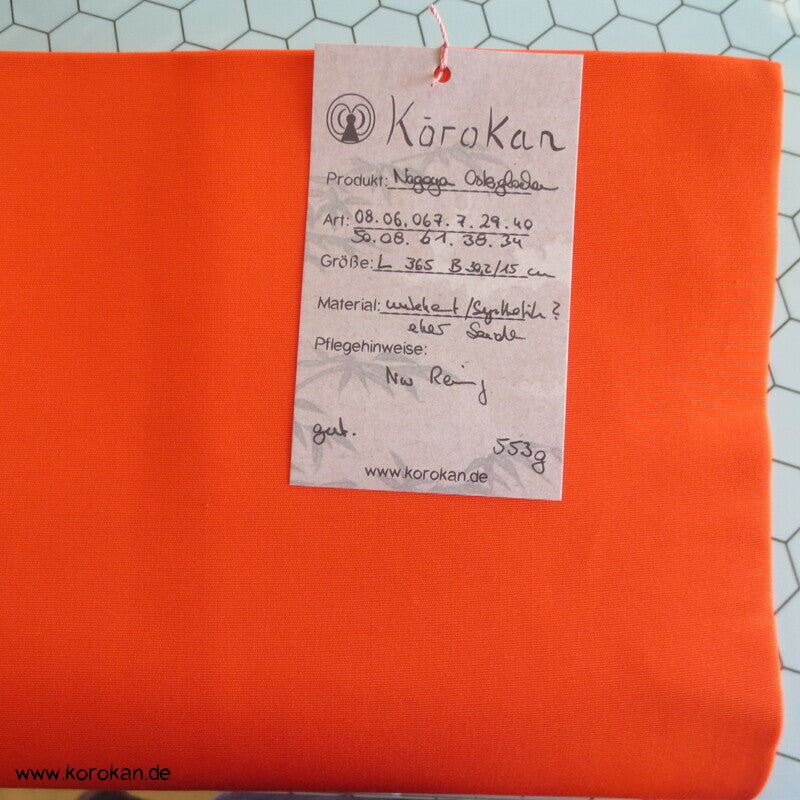 Kōrokan
Produkt: Nagoya
Art: 08.06.067.7.29.40
50.08.61.38.34
Größe: L 365 B 30,2/15 cm
Material: unbekannt/Synthetik?
eher Seide
Pflegehinweise:
Nur Reinig
gut.
553g
www.korokan.de
www.korokan.de